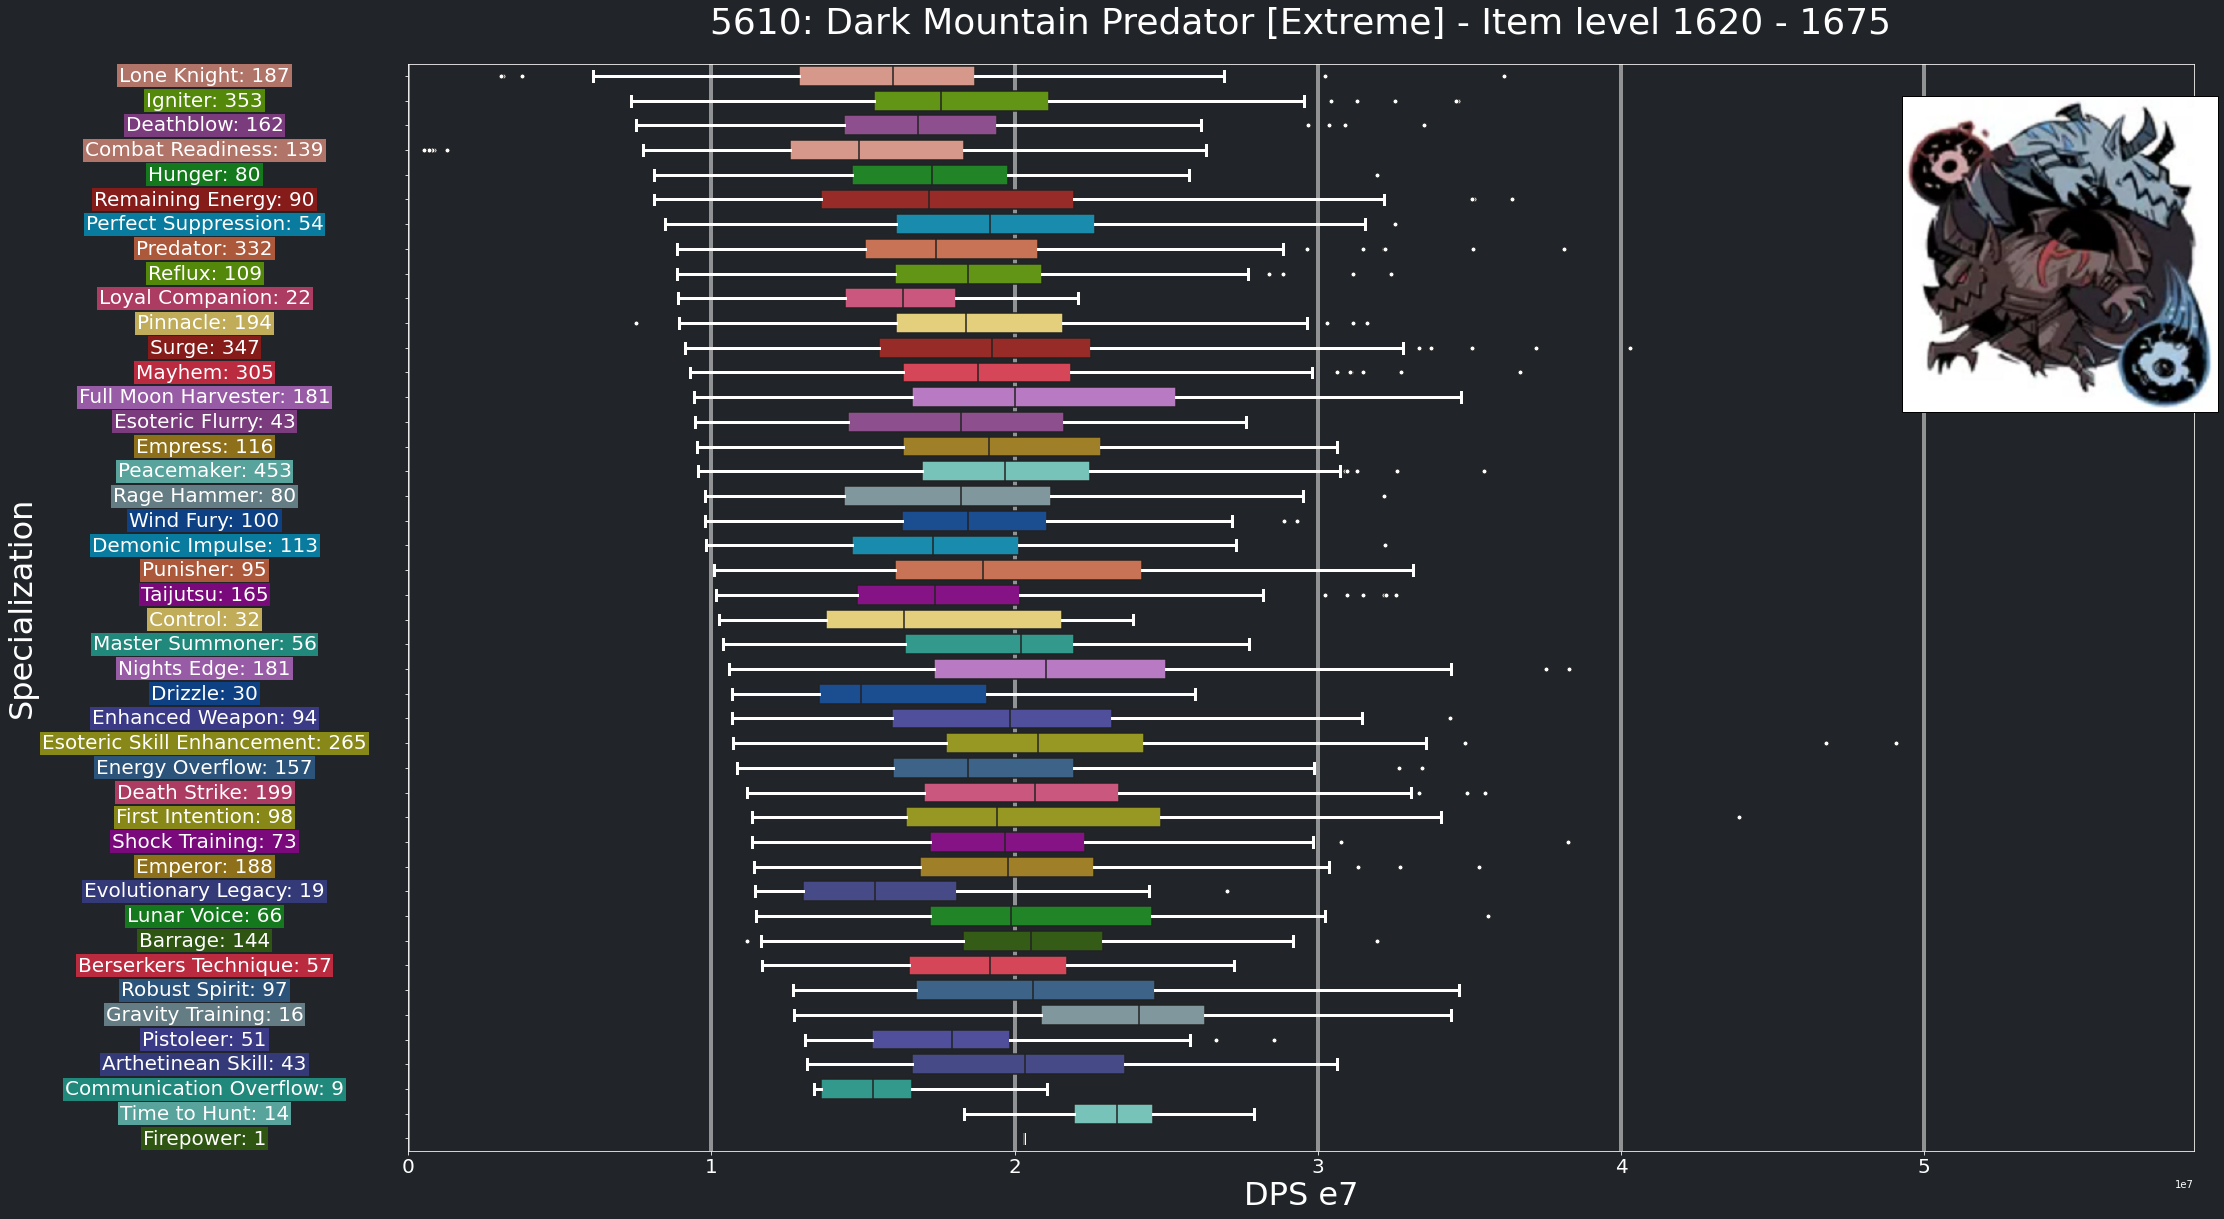 5610: Dark Mountain Predator [Extreme] - Item level 1620 - 1675
Specialization
Lone Knight: 187
Igniter: 353
Deathblow: 162
Combat Readiness: 139
Hunger: 80
Remaining Energy: 90
Perfect Suppression: 54
Predator: 332
Reflux: 109
Loyal Companion: 22
Pinnacle: 194
Surge: 347
Mayhem: 305
Full Moon Harvester: 181
Esoteric Flurry: 43
Empress: 116
Peacemaker: 453
Rage Hammer: 80
Wind Fury: 100
Demonic Impulse: 113
Punisher: 95
Taijutsu: 165
Control: 32
Master Summoner: 56
Nights Edge: 181
Drizzle: 30
Enhanced Weapon: 94
Esoteric Skill Enhancement: 265
Energy Overflow: 157
Death Strike: 199
First Intention: 98
Shock Training: 73
Emperor: 188
Evolutionary Legacy: 19
Lunar Voice: 66
Barrage: 144
Berserkers Technique: 57
Robust Spirit: 97
Gravity Training: 16
Pistoleer: 51
Arthetinean Skill: 43
Communication Overflow: 9
Time to Hunt: 14
Firepower: 1
0 1 2 3 4 5
1e7
DPS e7